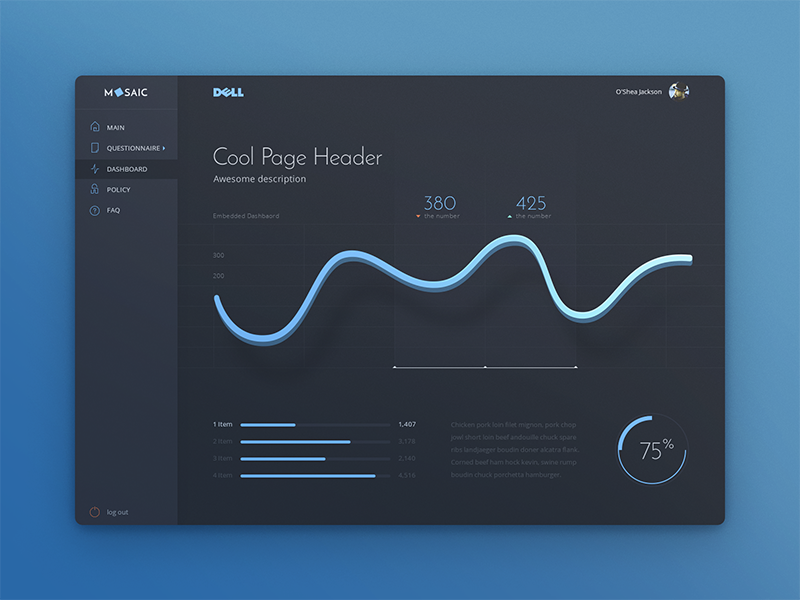 MOSAIC
DELL
O'Shea Jackson
MAIN
QUESTIONNAIRE
DASHBOARD
POLICY
FAQ
log out
Cool Page Header
Awesome description
Embedded Dashbaord
380
the number
425
the number
300
200
1 Item 1,407
2 Item 3,178
3 Item 2,140
4 Item 4,516
Chicken pork loin filet mignon, pork chop
jowl short loin beef andouille chuck spare
ribs landjaeger boudin doner alcatra flank.
Corned beef ham hock kevin, swine rump
boudin chuck porchetta hamburger.
75%